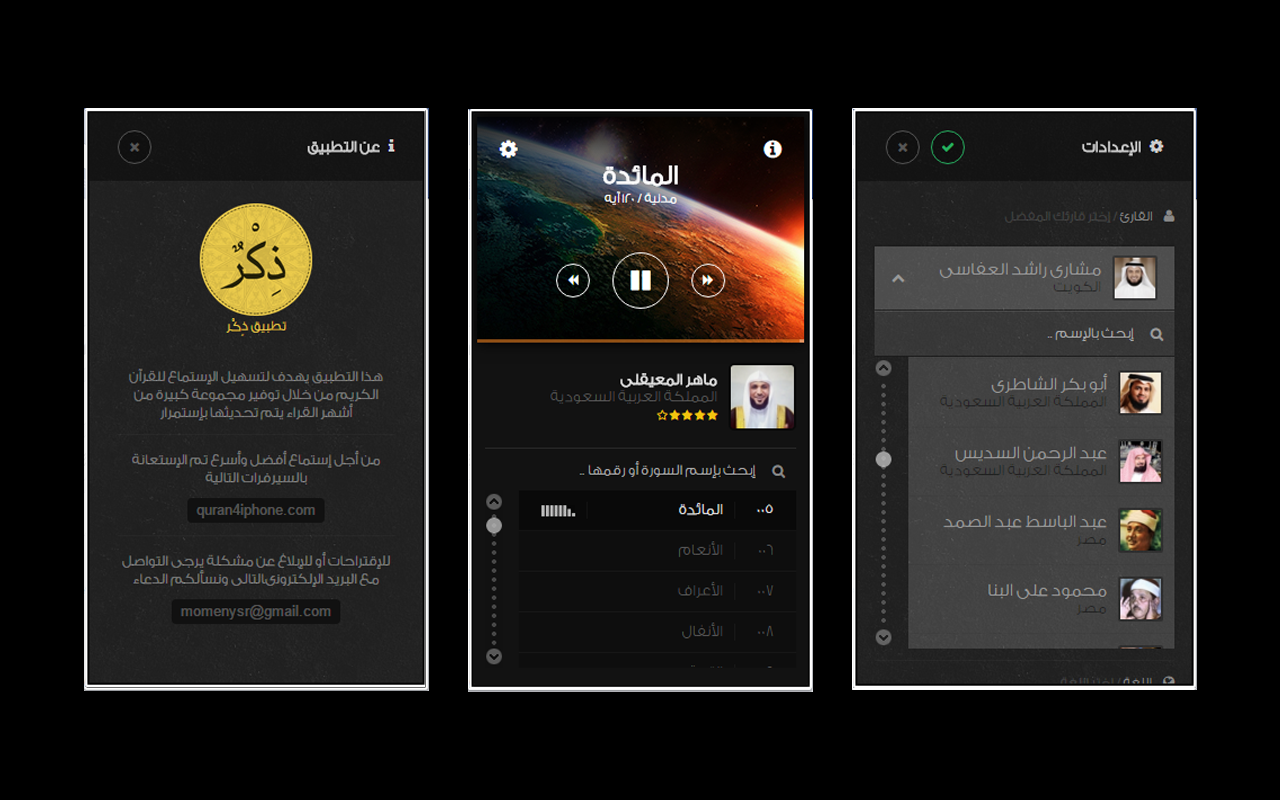 عن التطبيق
ذِكْرٌ
تطبيق ذِكْر
هذا التطبيق يهدف لتسهيل الإستماع للقرآن
الكريم من خلال توفير مجموعة كبيرة من
أشهر القراء يتم تحديثها بإستمرار
من أجل إستماع أفضل وأسرع تم الإستعانة
بالسيرفرات التالية
quran4iphone.com
للإقتراحات أو للإبلاغ عن مشكلة يرجى التواصل
مع البريد الإلكترونى التالى ونسألكم الدعاء
momenysr@gmail.com
المائدة
مدنية / ١٢٠ آيه
ماهر المعيقلى
المملكة العربية السعودية
إبحث بإسم السورة أو رقمها ..
٠٠٥ المائدة
٠٠٦ الأنعام
٠٠٧ الأعراف
٠٠٨ الأنفال
الإعدادات
القارئ / إختر قارئك المفضل
مشارى راشد العفاسى
الكويت
إبحث بالإسم ..
أبو بكر الشاطرى
المملكة العربية السعودية
عبد الرحمن السديس
المملكة العربية السعودية
عبد الباسط عبد الصمد
مصر
محمود على البنا
مصر